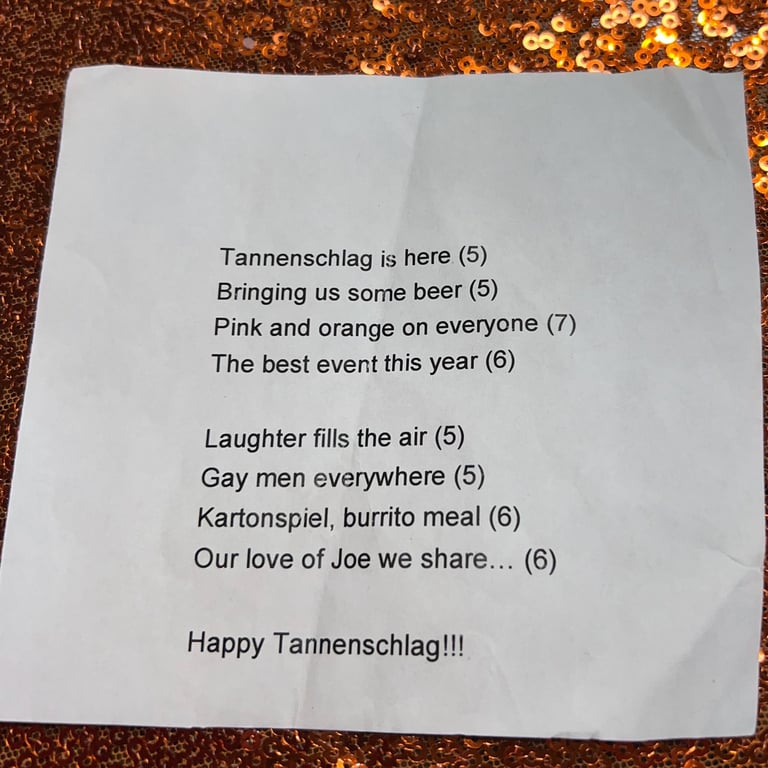 Tannenschlag is here (5)
Bringing us some beer (5)
Pink and orange on everyone (7)
The best event this year (6)
Laughter fills the air (5)
Gay men everywhere (5)
Kartonspiel, burrito meal (6)
Our love of Joe we share... (6)
Happy Tannenschlag!!!